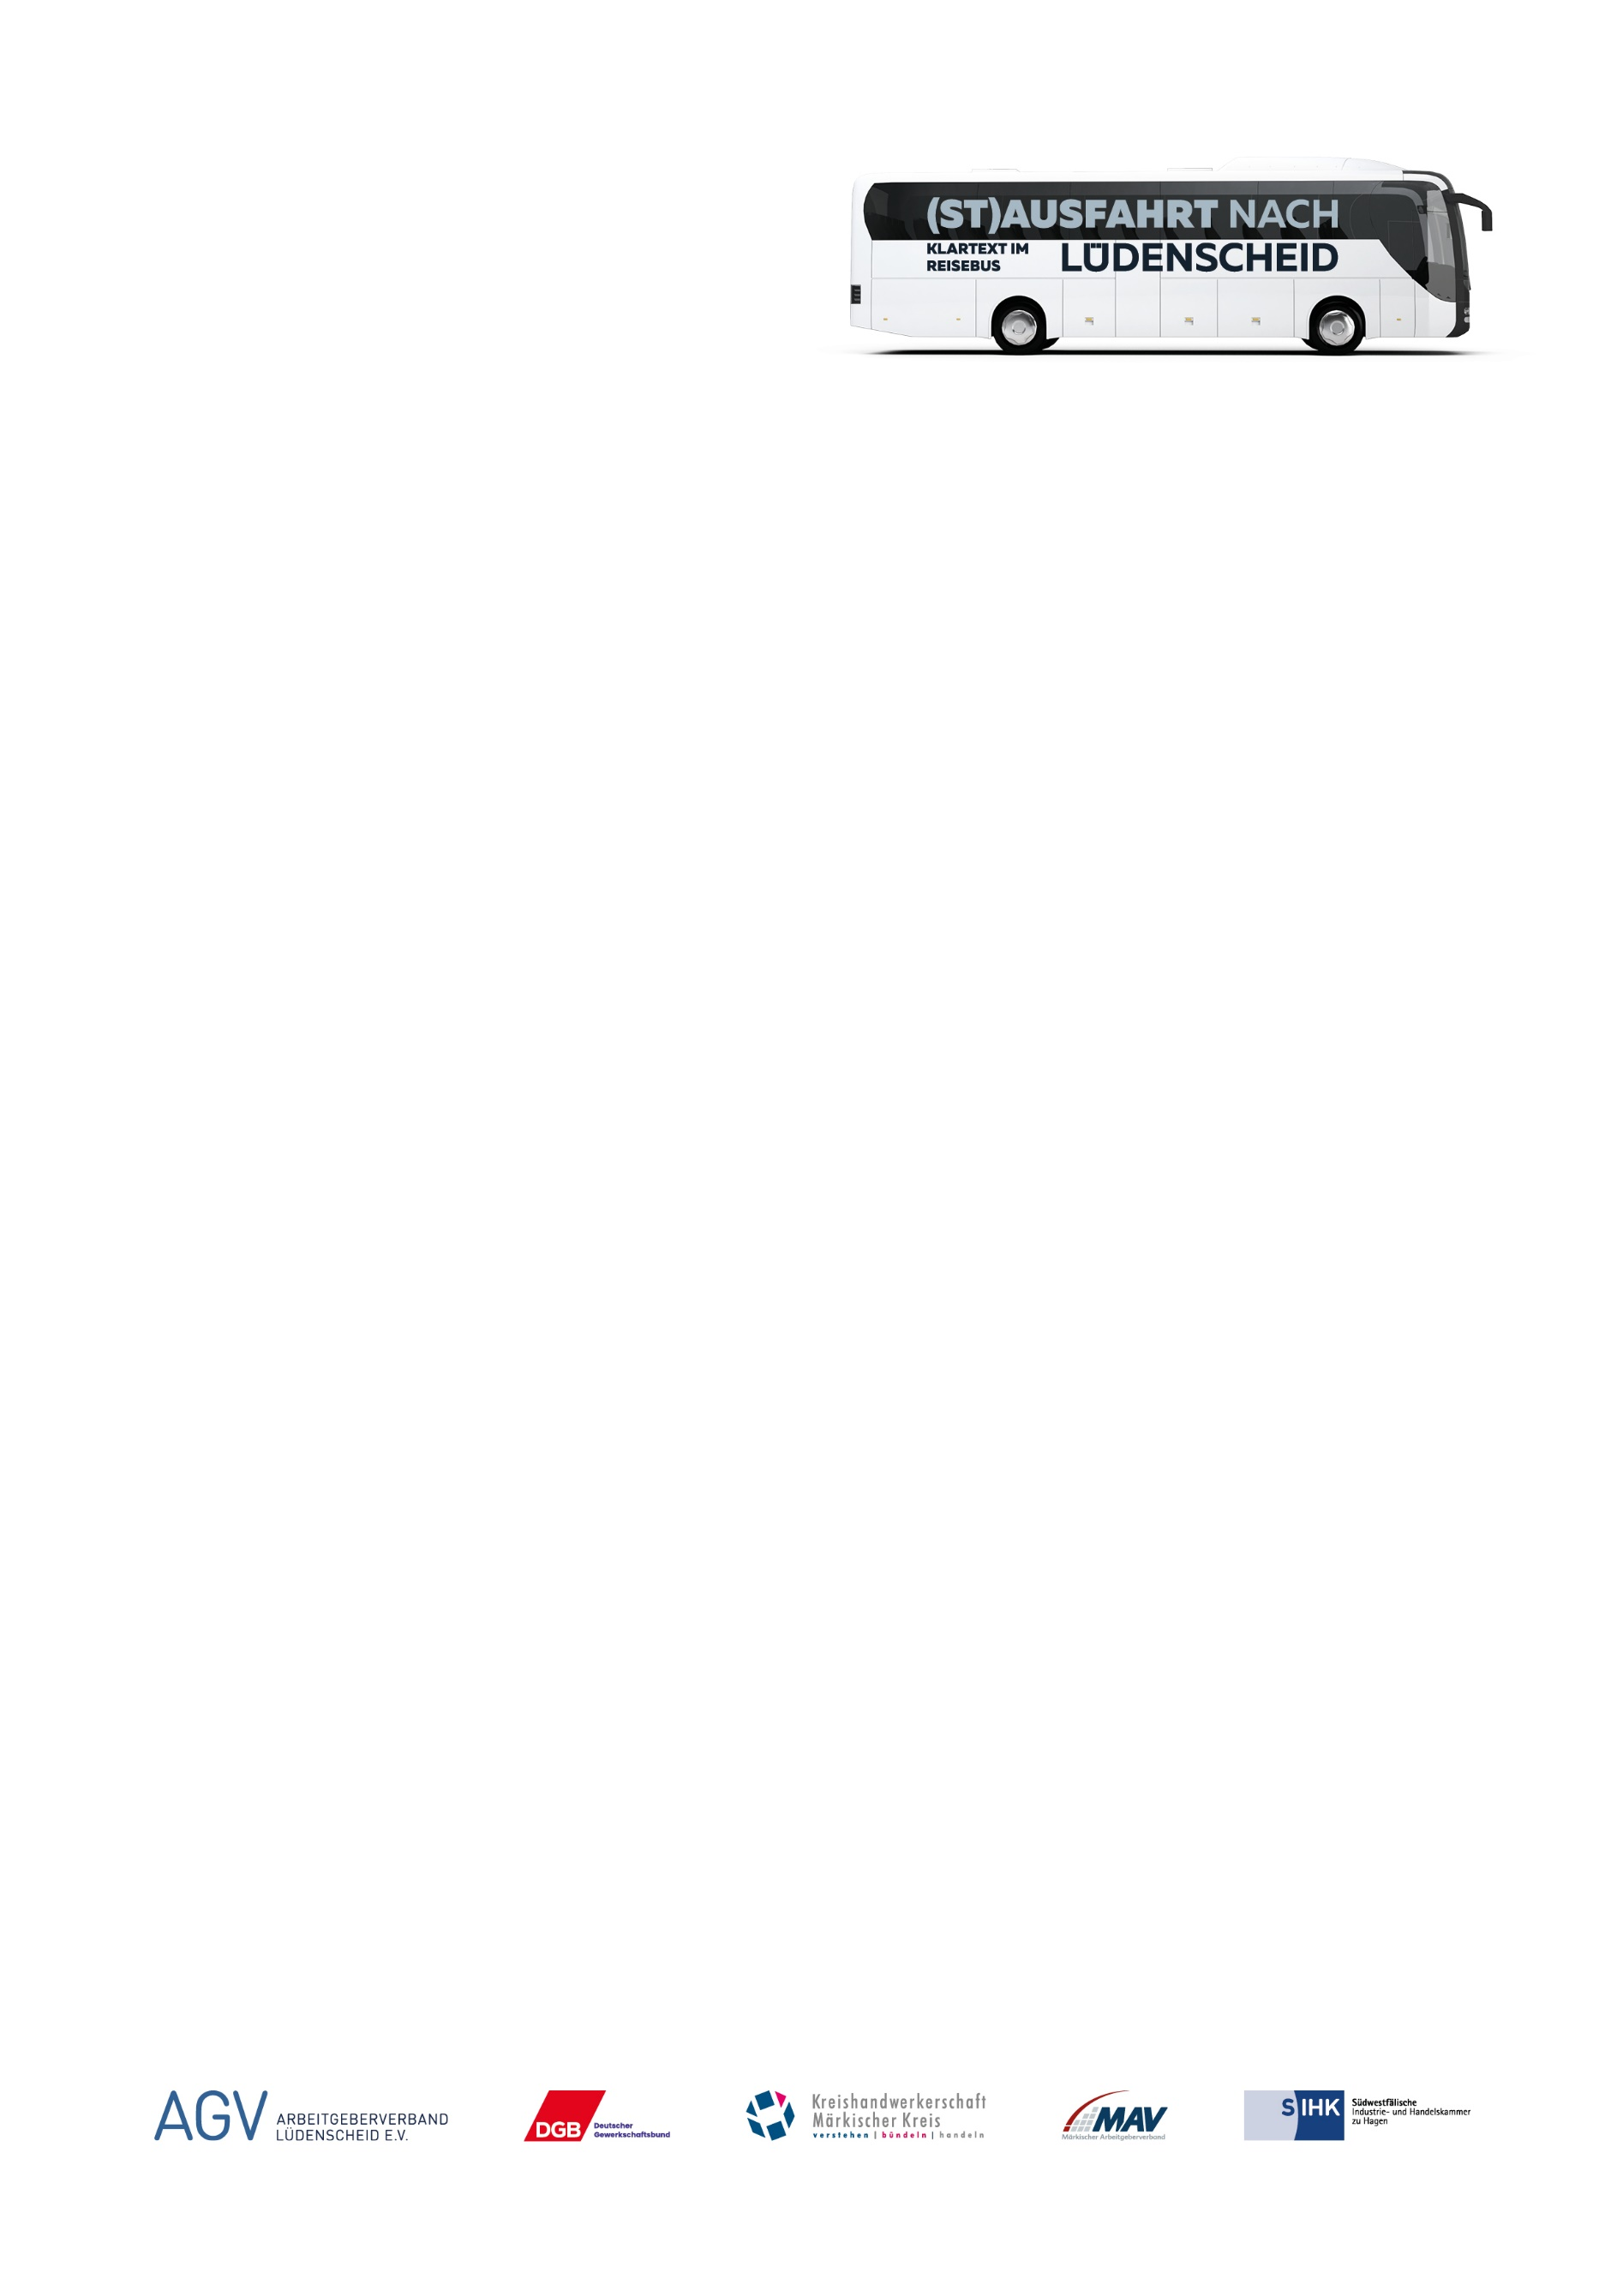 (ST)AUSFAHRT NACH
KLARTEXT IM
REISEBUS
LÜDENSCHEID
AGV ARBEITGEBERVERBAND
LÜDENSCHEID E.V.
DGB Deutscher
Gewerkschaftsbund
Kreishandwerkerschaft
Märkischer Kreis
verstehen | bündeln | handeln
MAV
Märkischer Arbeitgeberverband
SIHK Südwestfälische
Industrie- und Handelskammer
zu Hagen